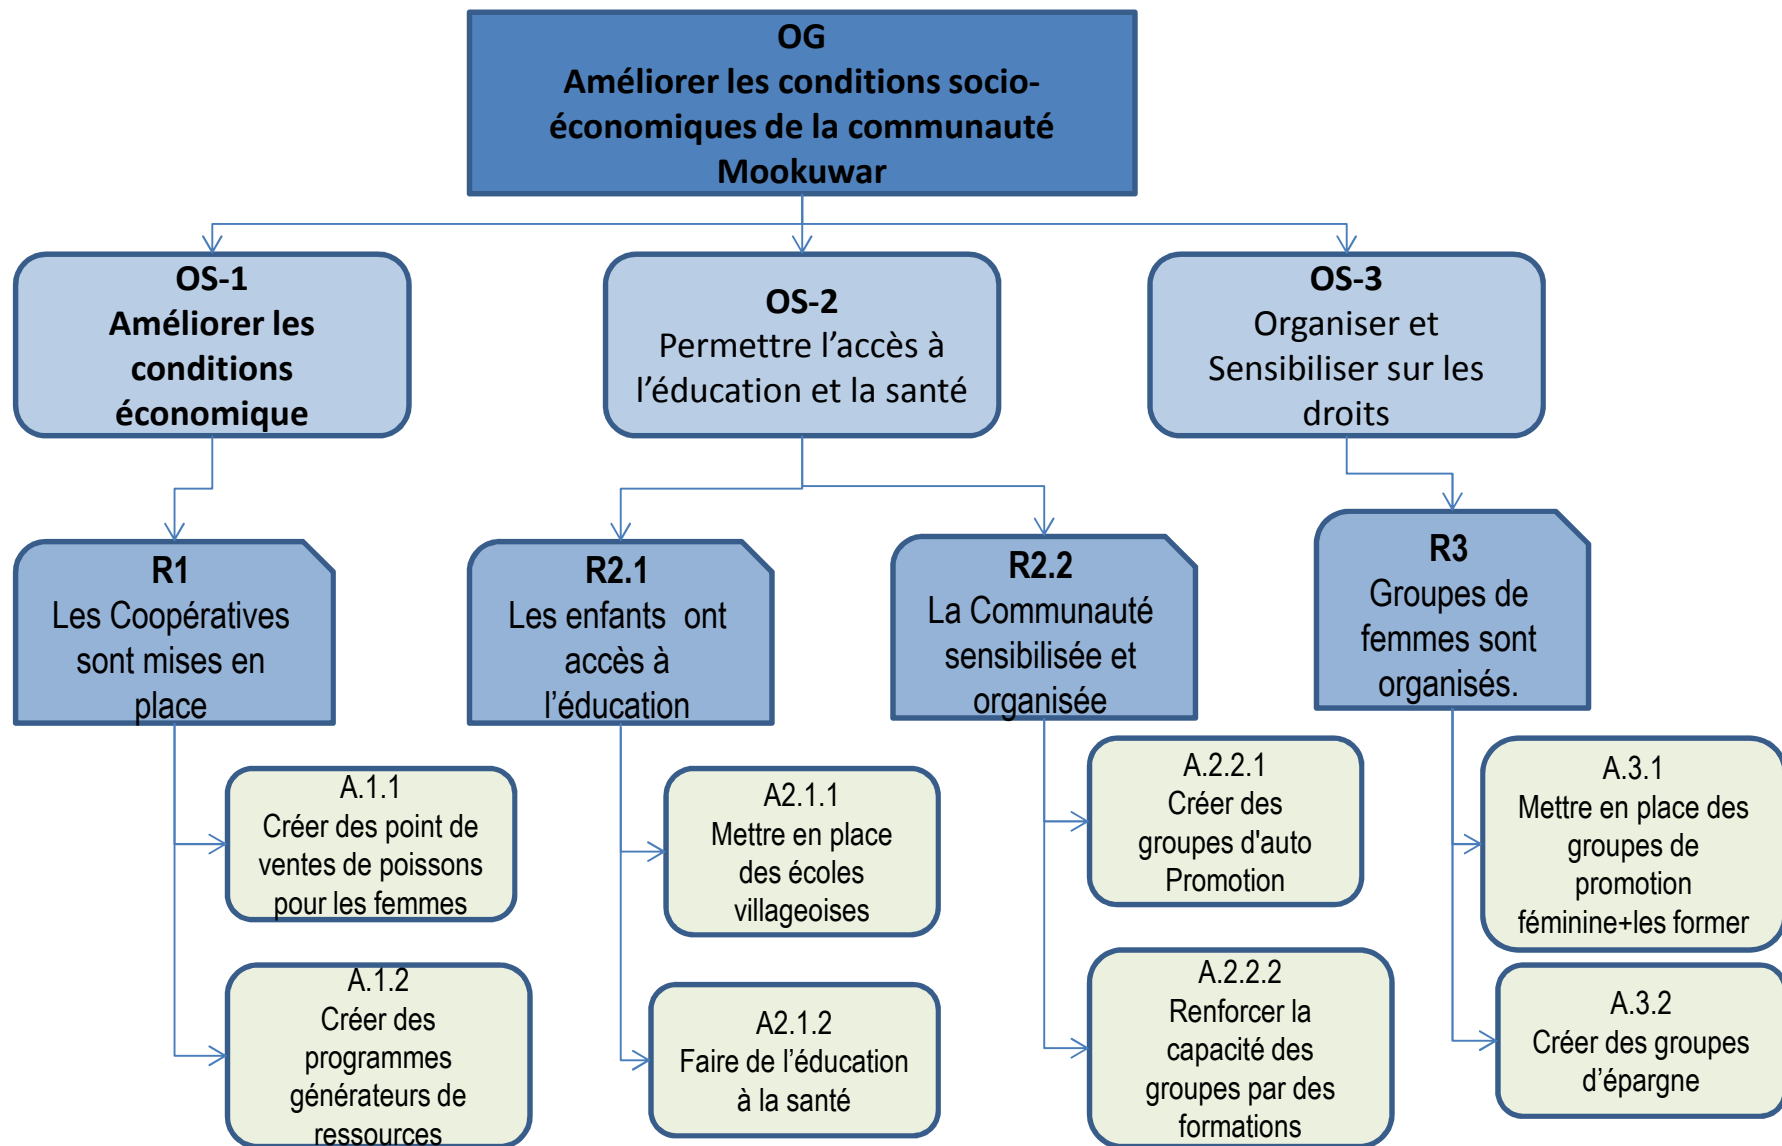 OG
Améliorer les conditions socio-
économiques de la communauté
Mookuwar
OS-1
Améliorer les
conditions
économique
OS-2
Permettre l’accès à
l’éducation et la santé
OS-3
Organiser et
Sensibiliser sur les
droits
R1
Les Coopératives
sont mises en
place
R2.1
Les enfants  ont
accès à
l’éducation
R2.2
La Communauté
sensibilisée et
organisée
R3
Groupes de
femmes sont
organisés.
A.1.1
Créer des point de
ventes de poissons
pour les femmes
A2.1.1
Mettre en place
des écoles
villageoises
A.2.2.1
Créer des
groupes d'auto
Promotion
A.3.1
Mettre en place des
groupes de
promotion
féminine+les former
A.1.2
Créer des
programmes
générateurs de
ressources
A2.1.2
Faire de l’éducation
à la santé
A.2.2.2
Renforcer la
capacité des
groupes par des
formations
A.3.2
Créer des groupes
d’épargne